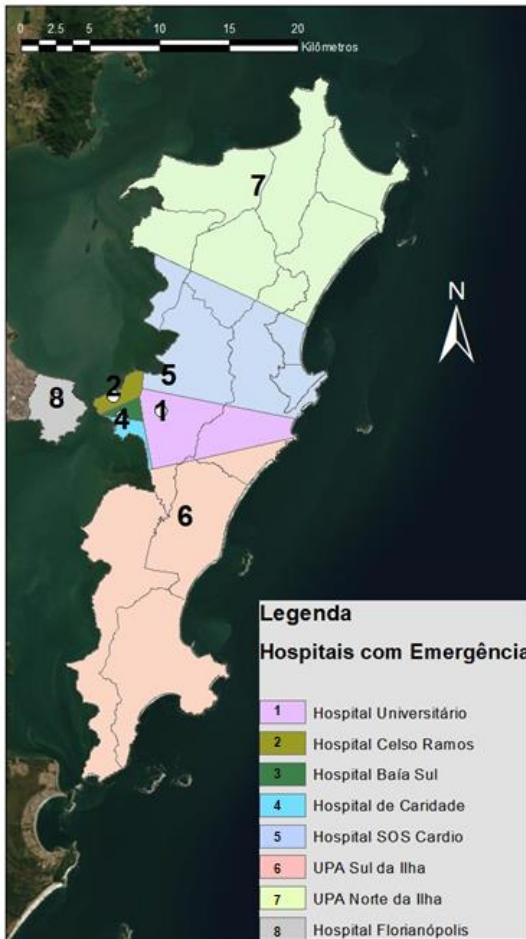 0 2.5 5 10 15 20
Kilômetros
7
N
5
2
8
1
4
6
Legenda
Hospitais com Emergência
1 Hospital Universitário
2 Hospital Celso Ramos
3 Hospital Baía Sul
4 Hospital de Caridade
5 Hospital SOS Cardio
6 UPA Sul da Ilha
7 UPA Norte da Ilha
8 Hospital Florianópolis